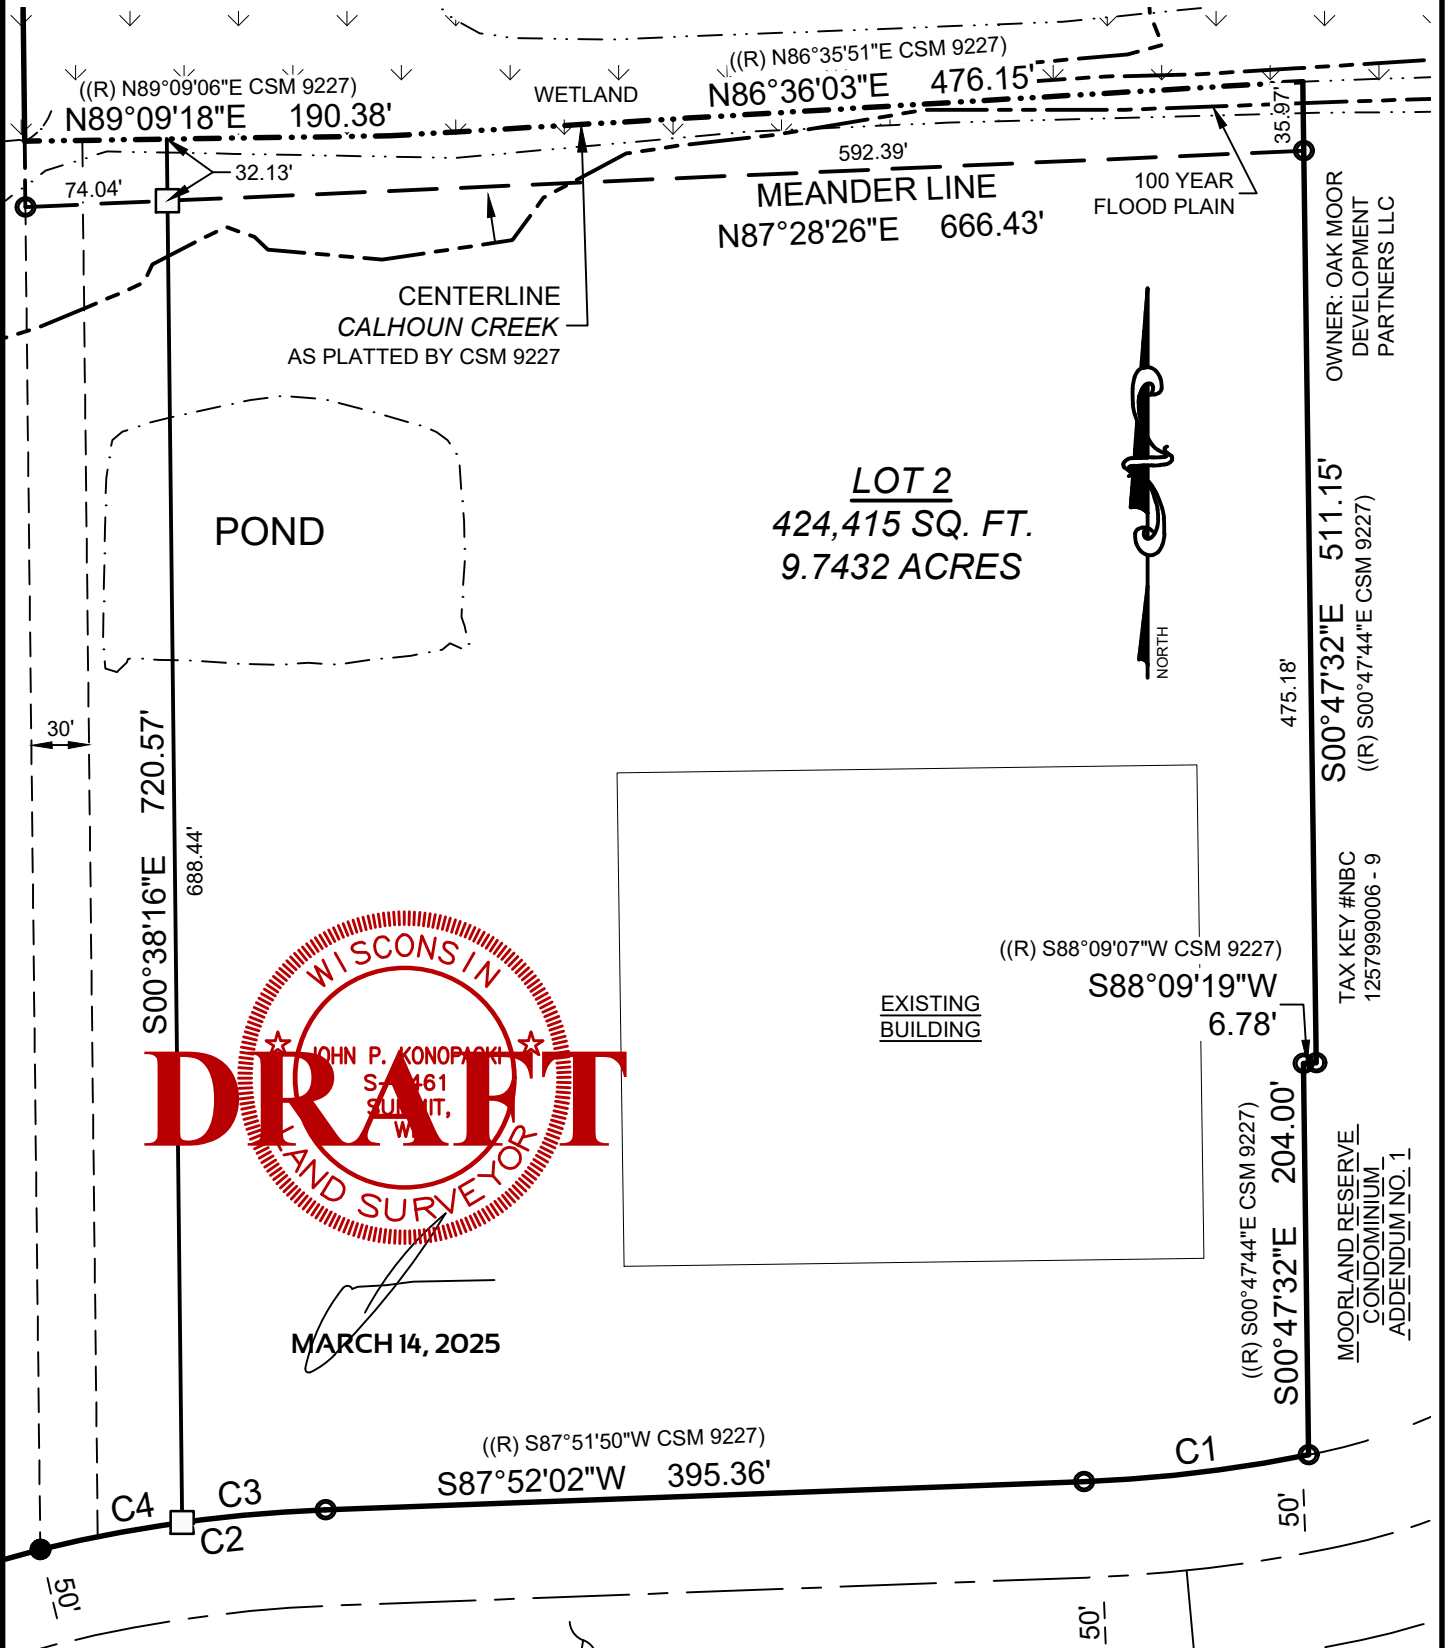 ((R) N89°09'06"E CSM 9227)
N89°09'18"E 190.38'
WETLAND
((R) N86°35'51"E CSM 9227)
N86°36'03"E 476.15'
35.97'
74.04'
32.13'
592.39'
MEANDER LINE
N87°28'26"E 666.43'
100 YEAR
FLOOD PLAIN
CENTERLINE
CALHOUN CREEK
AS PLATTED BY CSM 9227
OWNER: OAK MOOR
DEVELOPMENT
PARTNERS LLC
POND
LOT 2
424,415 SQ. FT.
9.7432 ACRES
NORTH
475.18'
S00°47'32"E 511.15'
((R) S00°47'44"E CSM 9227)
30'
S00°38'16"E 720.57'
688.44'
TAX KEY #NBC
1257999006 - 9
EXISTING
BUILDING
((R) S88°09'07"W CSM 9227)
S88°09'19"W
6.78'
WISCONSIN
JOHN P. KONOPACKI
461
WI
LAND SURVEYOR
DRAFT
MARCH 14, 2025
((R) S00°47'44"E CSM 9227)
S00°47'32"E 204.00'
MOORLAND RESERVE
CONDOMINIUM
ADDENDUM NO. 1
((R) S87°51'50"W CSM 9227)
S87°52'02"W 395.36'
C1
C4
C3
C2
50'
50'
50'